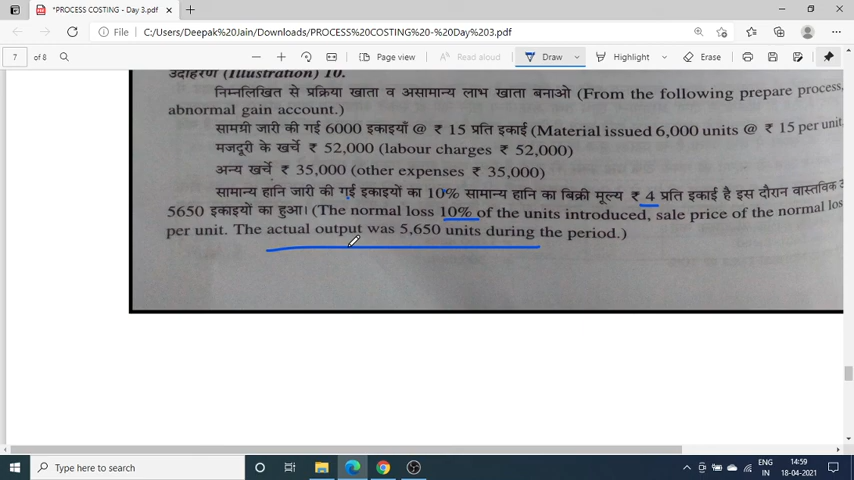 PROCESS COSTING - Day 3.pdf
File C:/Users/Deepak%20Jain/PROCESS%20COSTING%20-%20Day%203.pdf
7 of 8 Page view Read aloud Draw Highlight Erase
उदाहरण (Illustration) 10.
निम्नलिखित से प्रक्रिया खाता व असामान्य लाभ खाता बनाओ (From the following prepare process,
abnormal gain account.)
सामग्री जारी की गई 6000 इकाइयाँ @ ₹ 15 प्रति इकाई (Material issued 6,000 units @ ₹ 15 per unit
मजदूरी के खर्चे ₹ 52,000 (labour charges ₹ 52,000)
अन्य खर्चे ₹ 35,000 (other expenses ₹ 35,000)
सामान्य हानि जारी की गई इकाइयों का 10% सामान्य हानि का बिक्री मूल्य ₹ 4 प्रति इकाई है इस दौरान वास्तविक
5650 इकाइयों का हुआ। (The normal loss 10% of the units introduced, sale price of the normal loss
per unit. The actual output was 5,650 units during the period.)
Type here to search
ENG
IN
14:59
18-04-2021